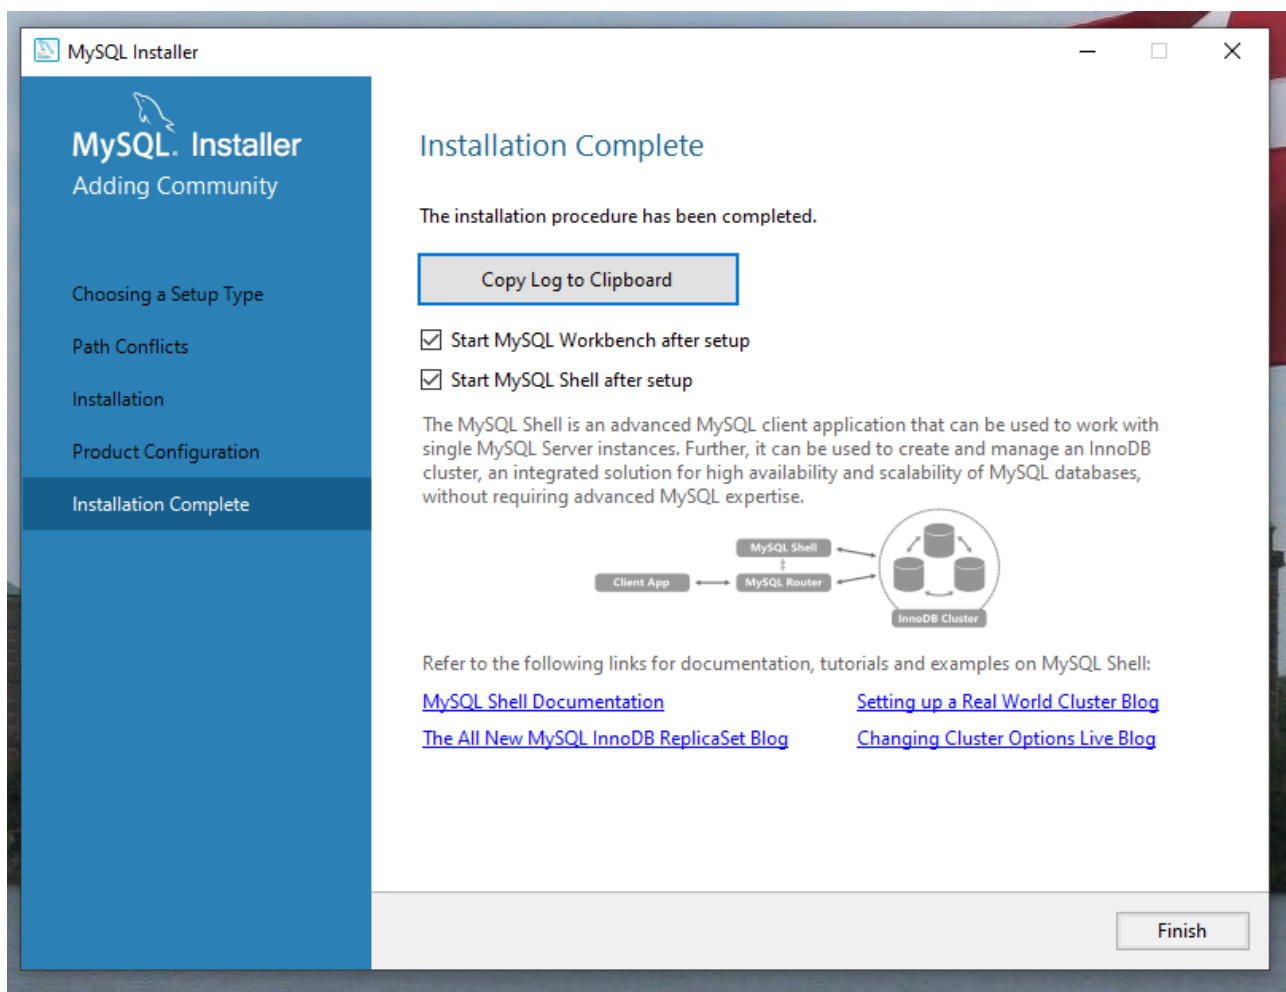 MySQL Installer
MySQL. Installer
Adding Community
Choosing a Setup Type
Path Conflicts
Installation
Product Configuration
Installation Complete
Installation Complete
The installation procedure has been completed.
Copy Log to Clipboard
Start MySQL Workbench after setup
Start MySQL Shell after setup
The MySQL Shell is an advanced MySQL client application that can be used to work with
single MySQL Server instances. Further, it can be used to create and manage an InnoDB
cluster, an integrated solution for high availability and scalability of MySQL databases,
without requiring advanced MySQL expertise.
MySQL Shell
Client App
MySQL Router
InnoDB Cluster
Refer to the following links for documentation, tutorials and examples on MySQL Shell:
MySQL Shell Documentation
Setting up a Real World Cluster Blog
The All New MySQL InnoDB ReplicaSet Blog
Changing Cluster Options Live Blog
Finish